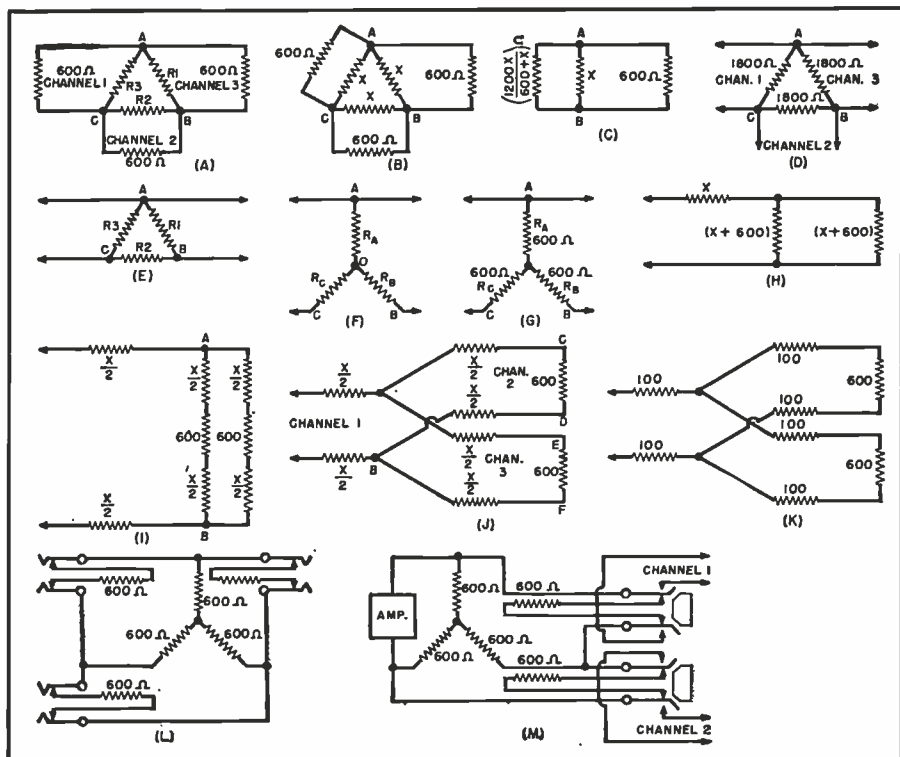 A
600Ω
CHANNEL 1
R3
R1
600Ω
CHANNEL 3
R2
C
B
CHANNEL 2
600Ω
(A)
A
600Ω
X
X
600Ω
X
C
B
600Ω
(B)
C
A
(1200X/600+X)
X
600Ω
B
(C)
A
1800Ω
CHAN. 1
1800Ω
CHAN. 3
1800Ω
C
B
CHANNEL 2
(D)
A
R3
R1
R2
C
B
(E)
A
RA
O
RC
RB
C
B
(F)
A
RA
600Ω
600Ω
RC
600Ω
RB
C
B
(G)
X
(X+600)
(X+600)
(H)
X/2
A
X/2
X/2
600
600
X/2
X/2
X/2
B
(I)
X/2
CHANNEL 1
X/2
B
X/2
CHAN. 2
X/2
C
600
D
X/2
CHAN. 3
X/2
E
600
F
(J)
100
100
100
100
600
100
100
600
(K)
600Ω
600Ω
600Ω
600Ω
600Ω
600Ω
(L)
AMP.
600Ω
600Ω
600Ω
600Ω
600Ω
CHANNEL 1
CHANNEL 2
(M)